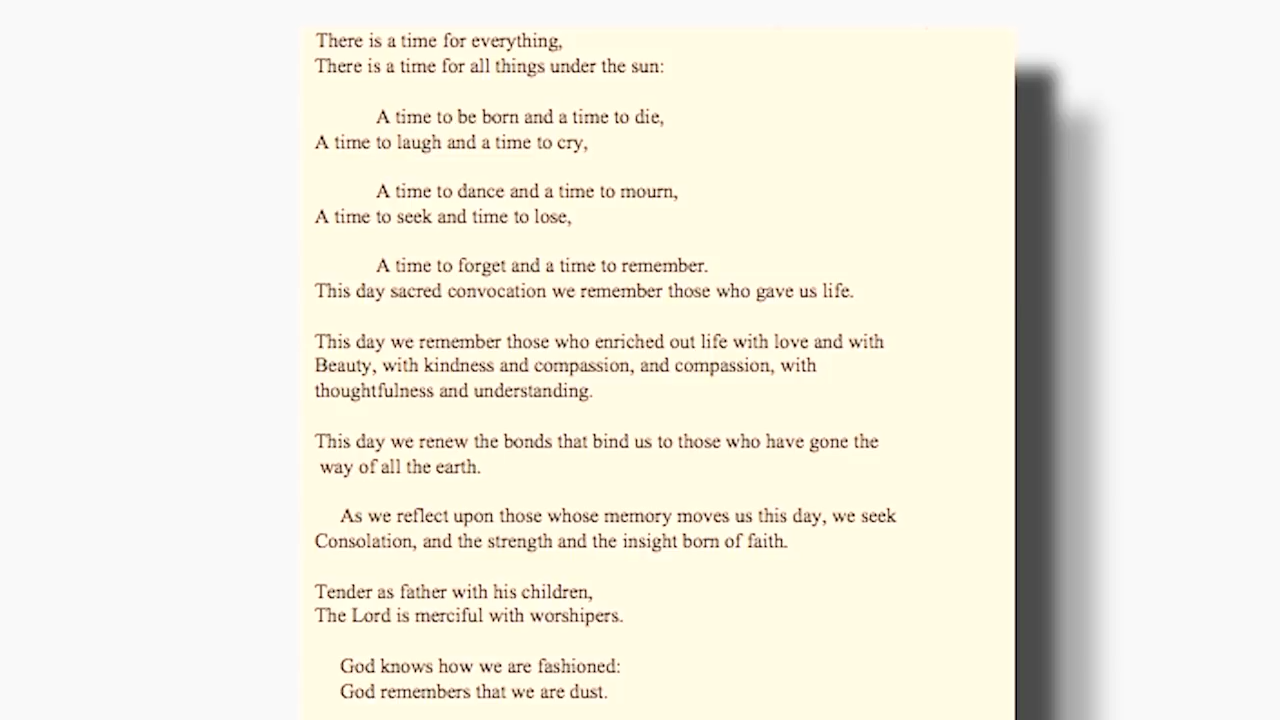 There is a time for everything,
There is a time for all things under the sun:
A time to be born and a time to die,
A time to laugh and a time to cry,
A time to dance and a time to mourn,
A time to seek and time to lose,
A time to forget and a time to remember.
This day sacred convocation we remember those who gave us life.
This day we remember those who enriched out life with love and with
Beauty, with kindness and compassion, and compassion, with
thoughtfulness and understanding.
This day we renew the bonds that bind us to those who have gone the
way of all the earth.
As we reflect upon those whose memory moves us this day, we seek
Consolation, and the strength and the insight born of faith.
Tender as father with his children,
The Lord is merciful with worshipers.
God knows how we are fashioned:
God remembers that we are dust.